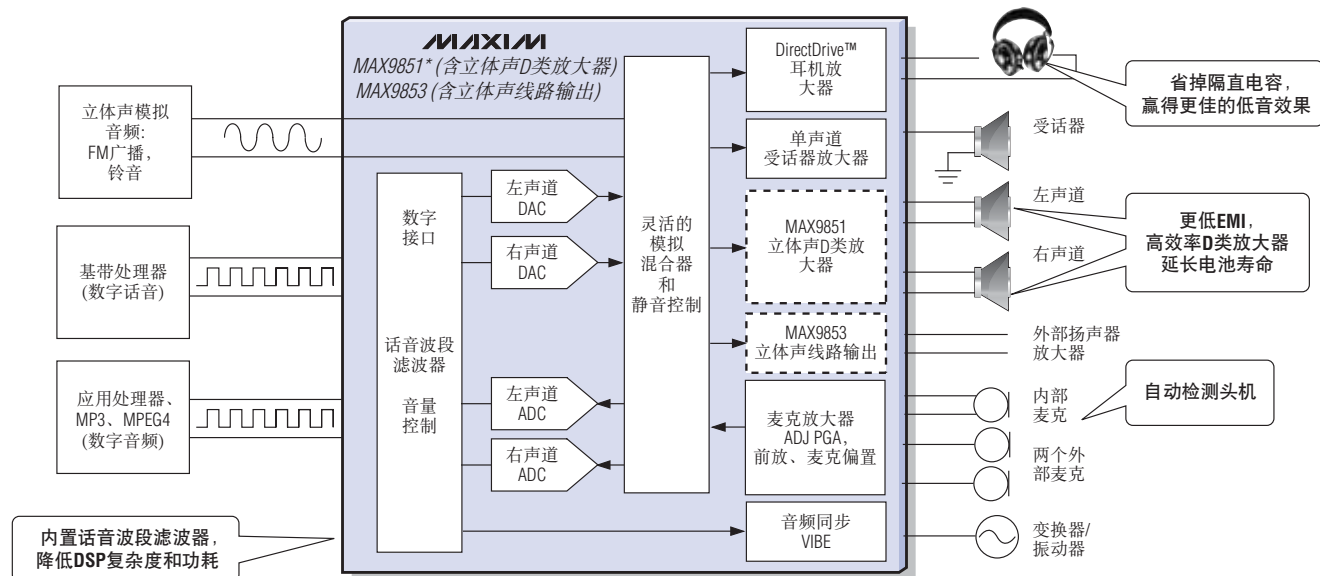 MAXIM
MAX9851* (含立体声D类放大器)
MAX9853 (含立体声线路输出)
立体声模拟
音频:
FM广播，
铃音
基带处理器
(数字话音)
应用处理器、
MP3、MPEG4
(数字音频)
内置话音波段滤波器，
降低DSP复杂度和功耗
数字
接口
话音波段
滤波器
音量
控制
左声道
DAC
右声道
DAC
左声道
ADC
右声道
ADC
灵活的
模拟
混合器
和
静音控制
DirectDrive™
耳机放
大器
单声道
受话器放大器
MAX9851
立体声D类放
大器
MAX9853
立体声线路输出
麦克放大器
ADJ PGA,
前放、麦克偏置
音频同步
VIBE
省掉隔直电容，
赢得更佳的低音效果
受话器
左声道
右声道
更低EMI，
高效率D类放大器
延长电池寿命
外部扬声器
放大器
内部
麦克
自动检测头机
两个外
部麦克
变换器/
振动器